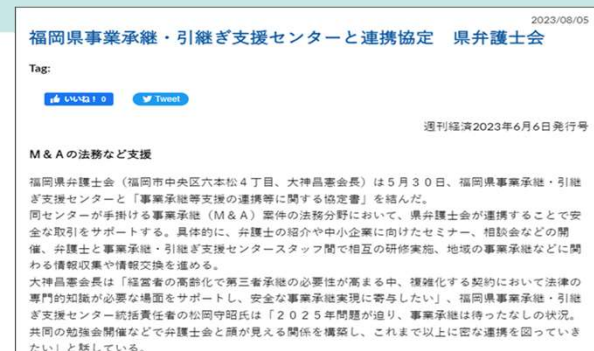 2023/08/05
福岡県事業承継・引継ぎ支援センターと連携協定　県弁護士会
Tag:
いいね！ 0
Tweet
週刊経済2023年6月6日発行号
M＆Aの法務など支援
福岡県弁護士会（福岡市中央区六本松４丁目、大神昌憲会長）は５月３０日、福岡県事業承継・引継
ぎ支援センターと「事業承継等支援の連携等に関する協定書」を結んだ。
同センターが手掛ける事業承継（M＆A）案件の法務分野において、県弁護士会が連携することで安
全な取引をサポートする。具体的に、弁護士の紹介や中小企業に向けたセミナー、相談会などの開
催、弁護士と事業承継・引継ぎ支援センタースタッフ間で相互の研修実施、地域の事業承継などに関
わる情報収集や情報交換を進める。
大神昌憲会長は「経営者の高齢化で第三者承継の必要性が高まる中、複雑化する契約において法律の
専門的知識が必要な場面をサポートし、安全な事業承継実現に寄与したい」、福岡県事業承継・引継
ぎ支援センター統括責任者の松岡守昭氏は「２０２５年問題が迫り、事業承継は待ったなしの状況。
共同の勉強会開催などで弁護士会と顔が見える関係を構築し、これまで以上に密な連携を図っていき
たい」と話している。